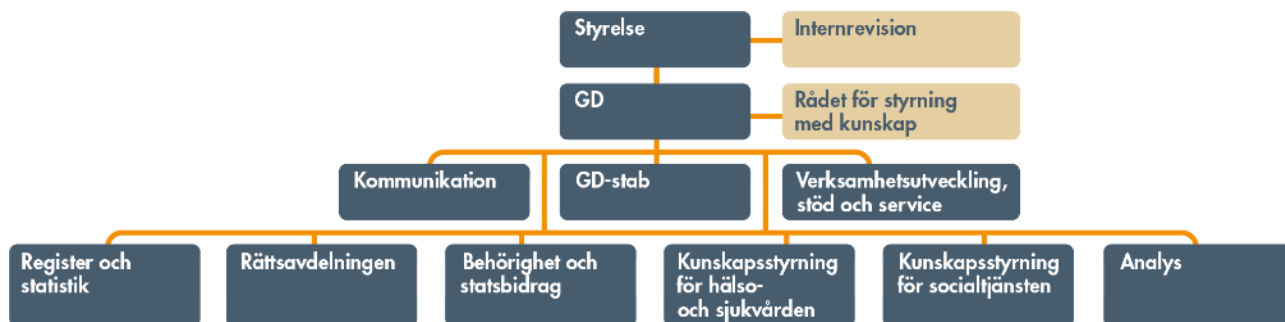 Styrelse
Internrevision
GD
Rådet för styrning
med kunskap
Kommunikation
GD-stab
Verksamhetsutveckling,
stöd och service
Register och
statistik
Rättsavdelningen
Behörighet och
statsbidrag
Kunskapsstyrning
för hälso-
och sjukvården
Kunskapsstyrning
för socialtjänsten
Analys